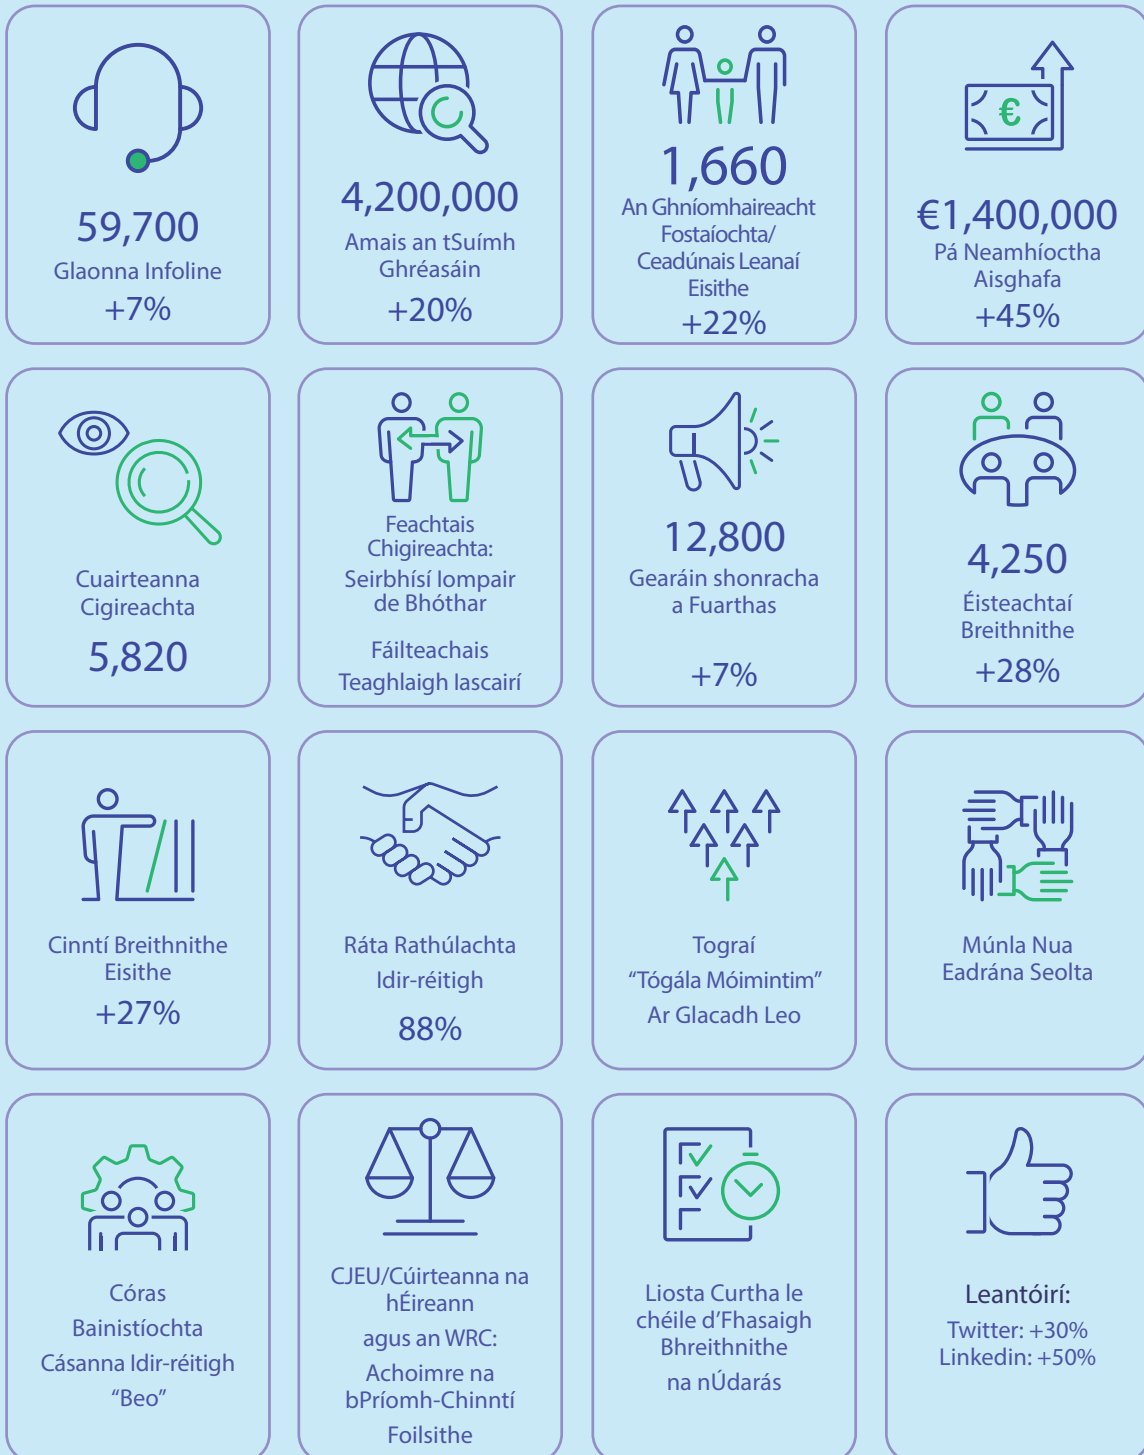 59,700
Glaonna Infoline
+7%
4,200,000
Amais an tSuímh
Ghréasáin
+20%
1,660
An Ghníomhaireacht
Fostaíochta/
Ceadúnais Leanaí
Eisithe
+22%
€
€1,400,000
Pá Neamhíoctha
Aisghafa
+45%
Cuairteanna
Cigireachta
5,820
Feachtais
Chigireachta:
Seirbhísí Iompair
de Bhóthar
Fáilteachais
Teaghlaigh Iascairí
12,800
Gearáin shonracha
a Fuarthas
+7%
4,250
Éisteachtaí
Breithnithe
+28%
Cinntí Breithnithe
Eisithe
+27%
Ráta Rathúlachta
Idir-réitigh
88%
Tograí
“Tógála Móimintim”
Ar Glacadh Leo
Múnla Nua
Eadrána Seolta
Córas
Bainistíochta
Cásanna Idir-réitigh
“Beo”
CJEU/Cúirteanna na
hÉireann
agus an WRC:
Achoimre na
bPríomh-Chinntí
Foilsithe
Liosta Curtha le
chéile d’Fhasaigh
Bhreithnithe
na nÚdarás
Leantóirí:
Twitter: +30%
Linkedin: +50%